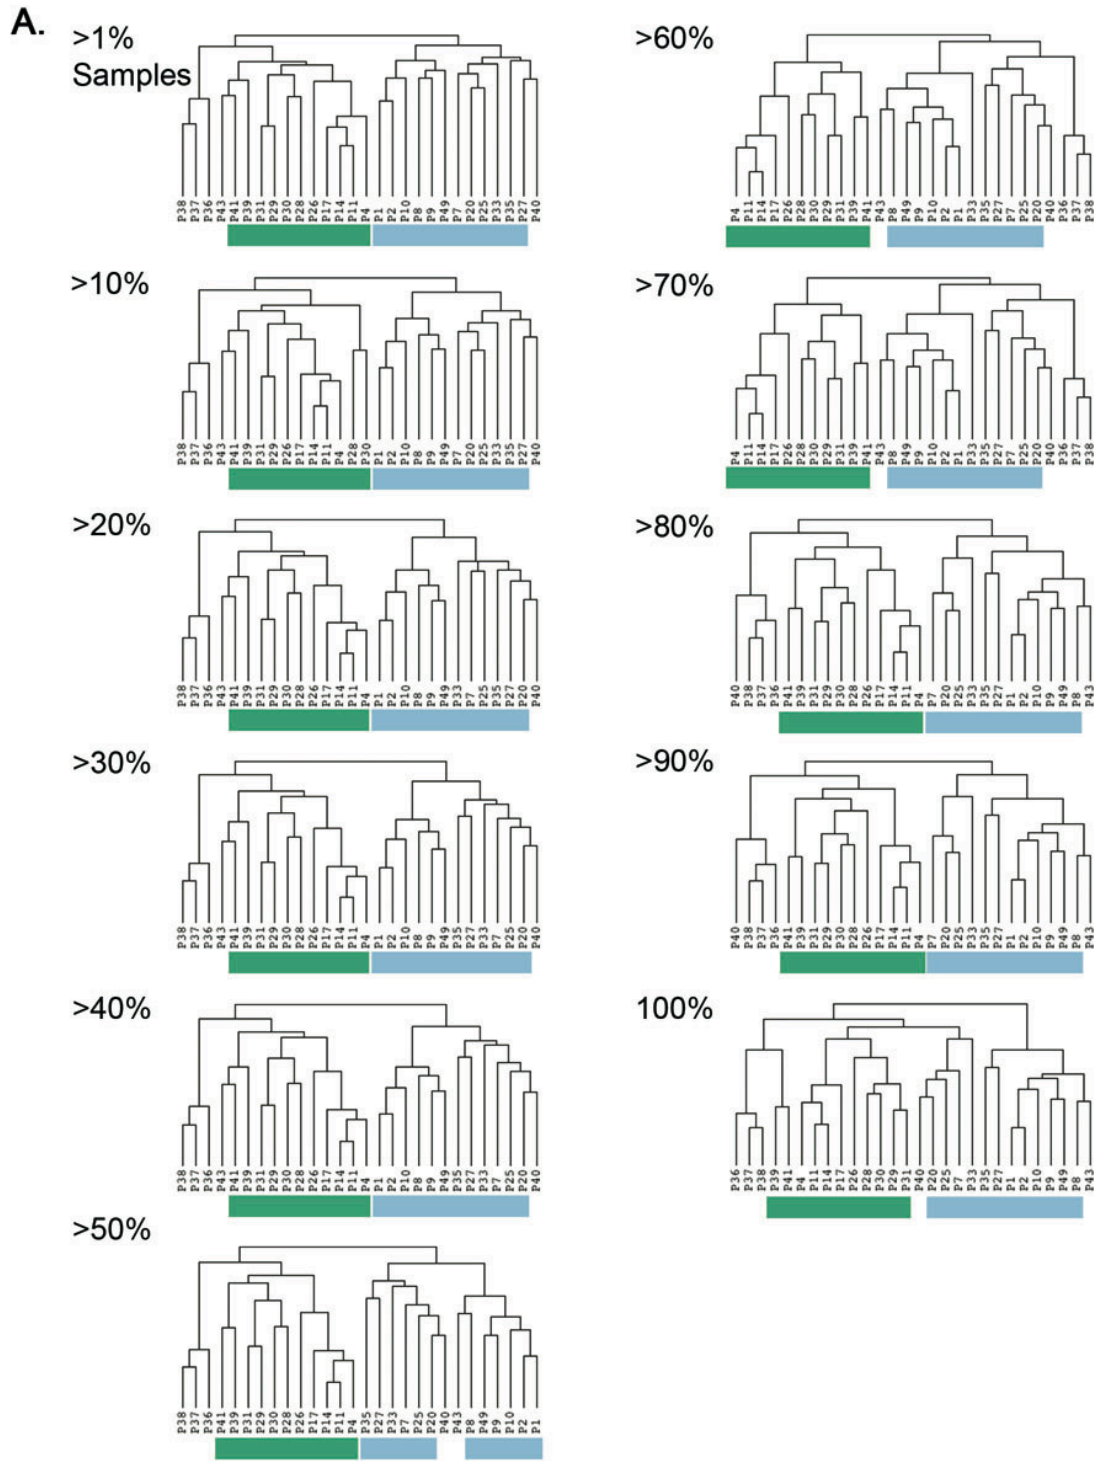 A.
>1%
Samples
P38 P37 P36 P43 P41 P39 P31 P29 P30 P28 P26 P17 P14 P11 P4 P1 P2 P10 P8 P9 P49 P7 P20 P25 P33 P35 P27 P40
>10%
P38 P37 P36 P43 P41 P39 P31 P29 P26 P17 P14 P11 P4 P28 P30 P1 P2 P10 P8 P9 P49 P7 P20 P25 P33 P35 P27 P40
>20%
P38 P37 P36 P43 P41 P39 P31 P29 P30 P28 P26 P17 P14 P11 P4 P1 P2 P10 P8 P9 P49 P33 P7 P25 P35 P27 P20 P40
>30%
P38 P37 P36 P43 P41 P39 P31 P29 P30 P28 P26 P17 P14 P11 P4 P1 P2 P10 P8 P9 P49 P35 P27 P33 P7 P25 P20 P40
>40%
P38 P37 P36 P43 P41 P39 P31 P29 P30 P28 P26 P17 P14 P11 P4 P1 P2 P10 P8 P9 P49 P35 P27 P33 P7 P25 P20 P40
>50%
P38 P37 P36 P41 P39 P31 P29 P30 P28 P26 P17 P14 P11 P4 P35 P27 P33 P7 P25 P20 P40 P43 P8 P49 P9 P10 P2 P1
>60%
P4 P11 P14 P17 P26 P28 P30 P29 P31 P39 P41 P43 P8 P49 P9 P10 P2 P1 P33 P35 P27 P7 P25 P20 P40 P36 P37 P38
>70%
P4 P11 P14 P17 P26 P28 P30 P29 P31 P39 P41 P43 P8 P49 P9 P10 P2 P1 P33 P35 P27 P7 P25 P20 P40 P36 P37 P38
>80%
P40 P38 P37 P36 P41 P39 P31 P29 P30 P28 P26 P17 P14 P11 P4 P7 P20 P25 P33 P35 P27 P1 P2 P10 P9 P49 P8 P43
>90%
P40 P38 P37 P36 P41 P39 P31 P29 P30 P28 P26 P17 P14 P11 P4 P7 P20 P25 P33 P35 P27 P1 P2 P10 P9 P49 P8 P43
100%
P36 P37 P38 P39 P41 P4 P11 P14 P17 P26 P28 P30 P29 P31 P40 P20 P25 P7 P33 P35 P27 P1 P2 P10 P9 P49 P8 P43